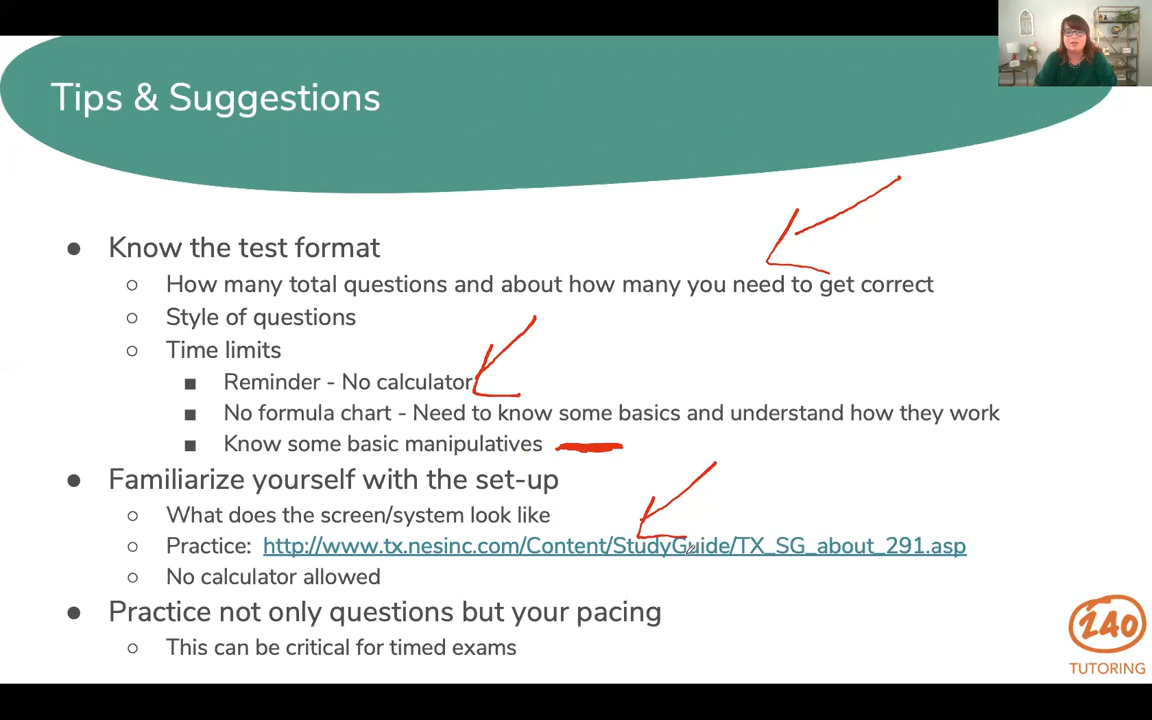 Tips & Suggestions
● Know the test format
○ How many total questions and about how many you need to get correct
○ Style of questions
○ Time limits
■ Reminder - No calculator
■ No formula chart - Need to know some basics and understand how they work
■ Know some basic manipulatives
● Familiarize yourself with the set-up
○ What does the screen/system look like
○ Practice: http://www.tx.nesinc.com/Content/StudyGuide/TX_SG_about_291.asp
○ No calculator allowed
● Practice not only questions but your pacing
○ This can be critical for timed exams
240
TUTORING